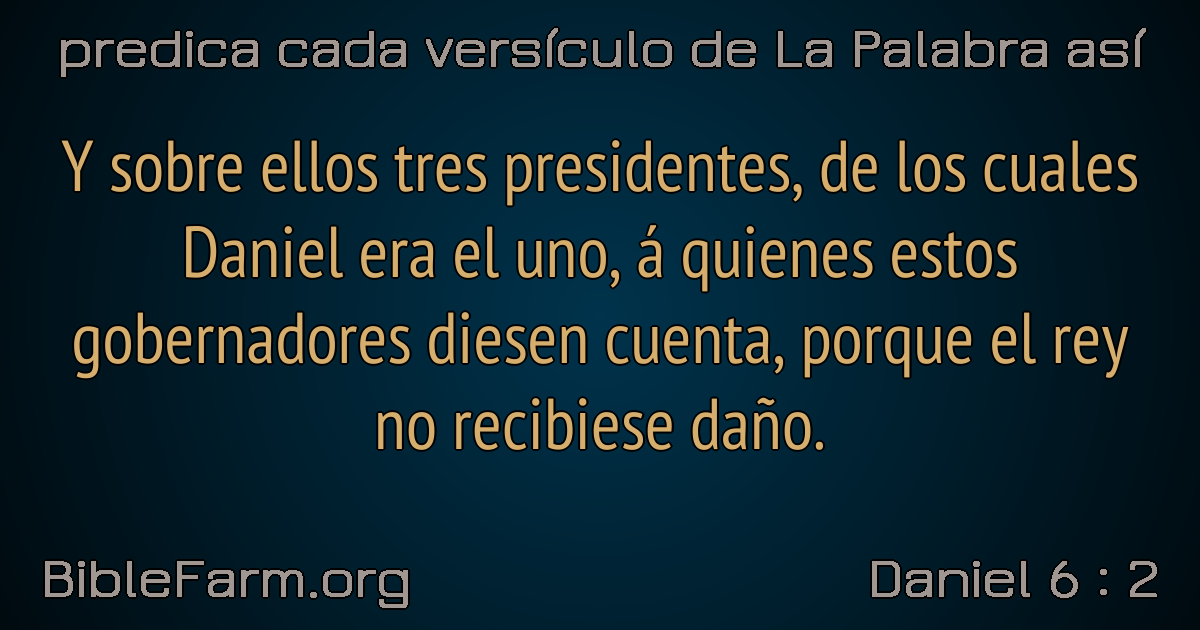 predica cada versículo de La Palabra así
Y sobre ellos tres presidentes, de los cuales
Daniel era el uno, á quienes estos
gobernadores diesen cuenta, porque el rey
no recibiese daño.
BibleFarm.org
Daniel 6 : 2